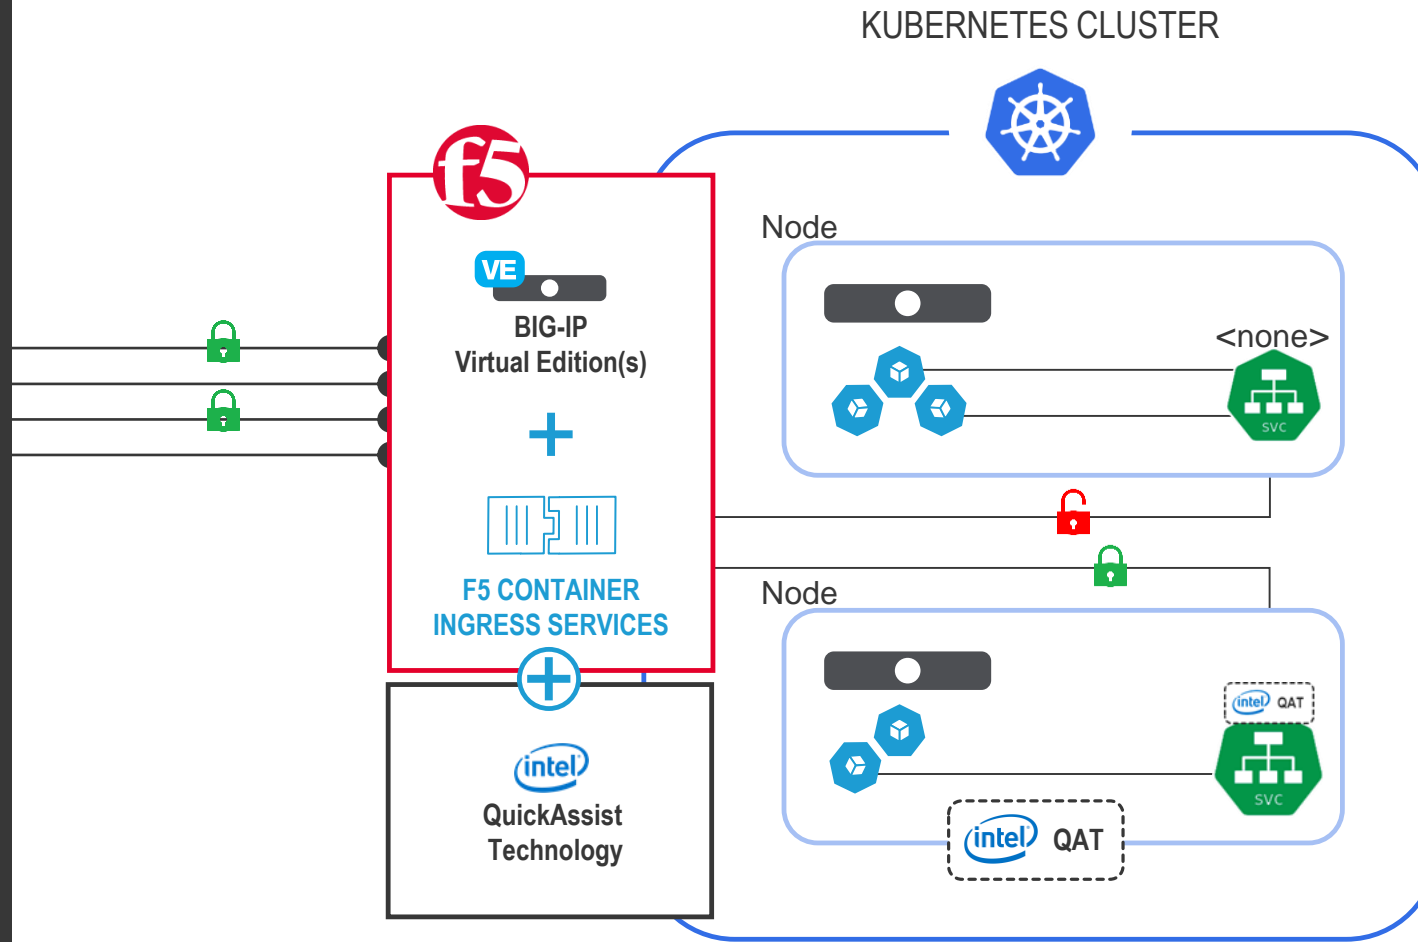 KUBERNETES CLUSTER
f5
VE
BIG-IP
Virtual Edition(s)
F5 CONTAINER
INGRESS SERVICES
intel
QuickAssist
Technology
Node
<none>
SVC
Node
intel QAT
SVC
intel QAT